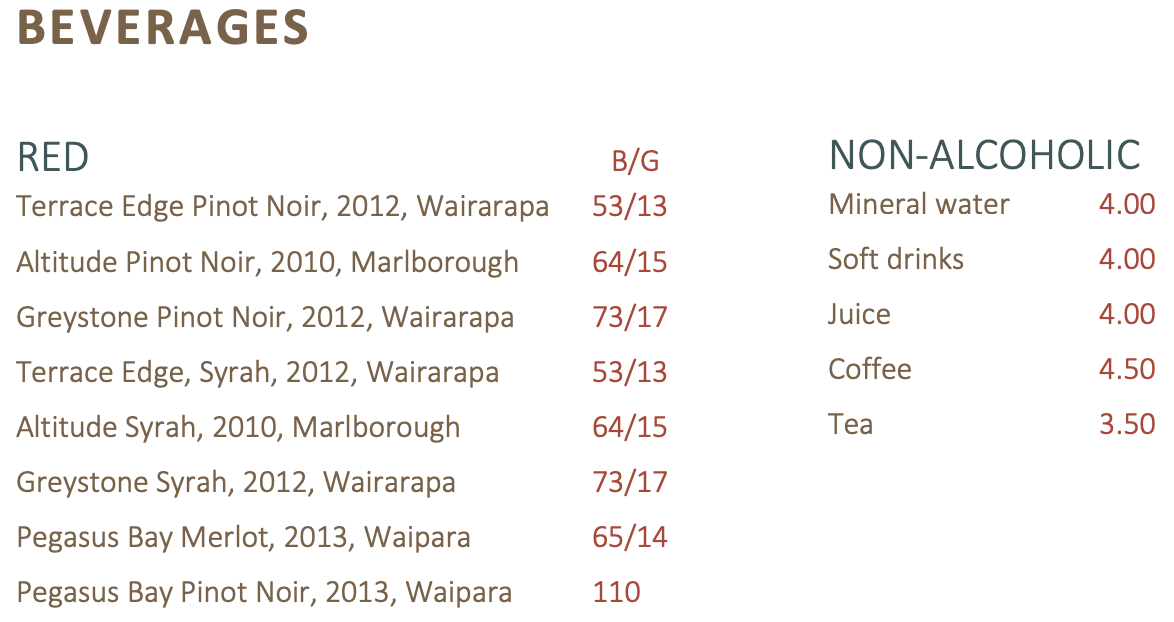 BEVERAGES
RED B/G
Terrace Edge Pinot Noir, 2012, Wairarapa 53/13
Altitude Pinot Noir, 2010, Marlborough 64/15
Greystone Pinot Noir, 2012, Wairarapa 73/17
Terrace Edge, Syrah, 2012, Wairarapa 53/13
Altitude Syrah, 2010, Marlborough 64/15
Greystone Syrah, 2012, Wairarapa 73/17
Pegasus Bay Merlot, 2013, Waipara 65/14
Pegasus Bay Pinot Noir, 2013, Waipara 110
NON-ALCOHOLIC
Mineral water 4.00
Soft drinks 4.00
Juice 4.00
Coffee 4.50
Tea 3.50